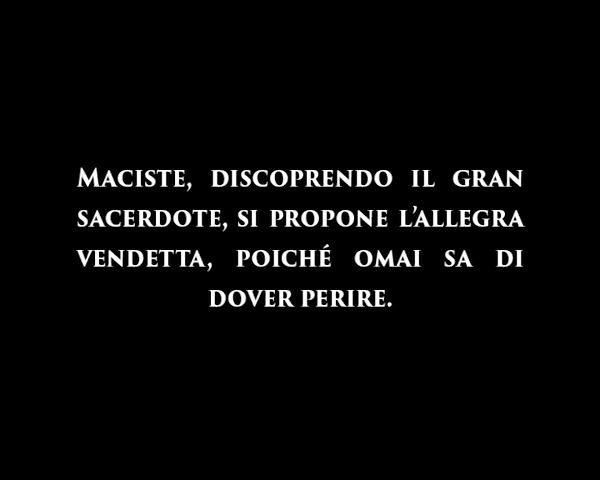 Maciste, discoprendo il gran
sacerdote, si propone l’allegra
vendetta, poiché omai sa di
dover perire.